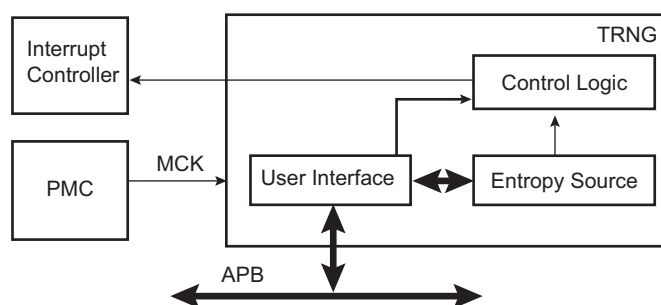 TRNG
Interrupt
Controller
Control Logic
MCK
PMC
User Interface
Entropy Source
APB